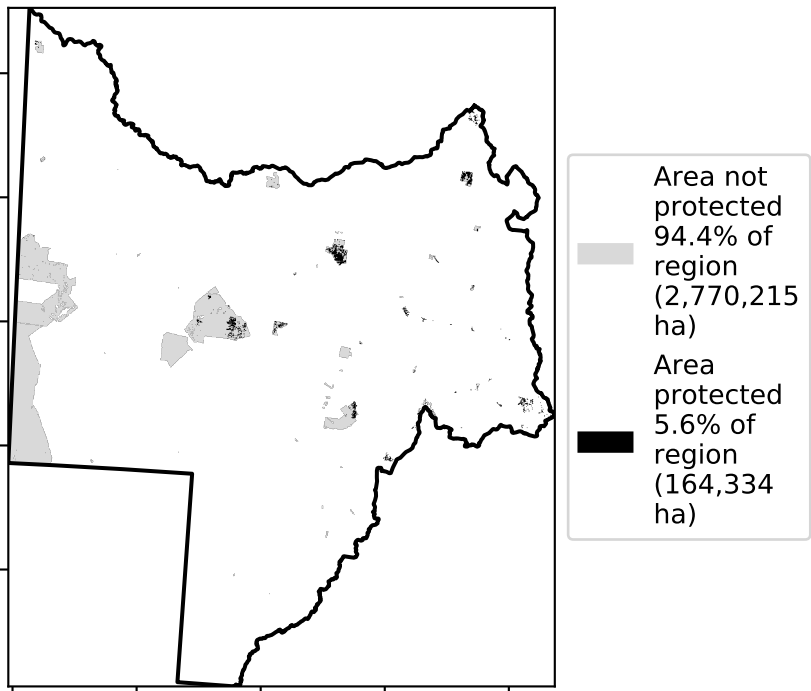 Area not
protected
94.4% of
region
(2,770,215
ha)
Area
protected
5.6% of
region
(164,334
ha)